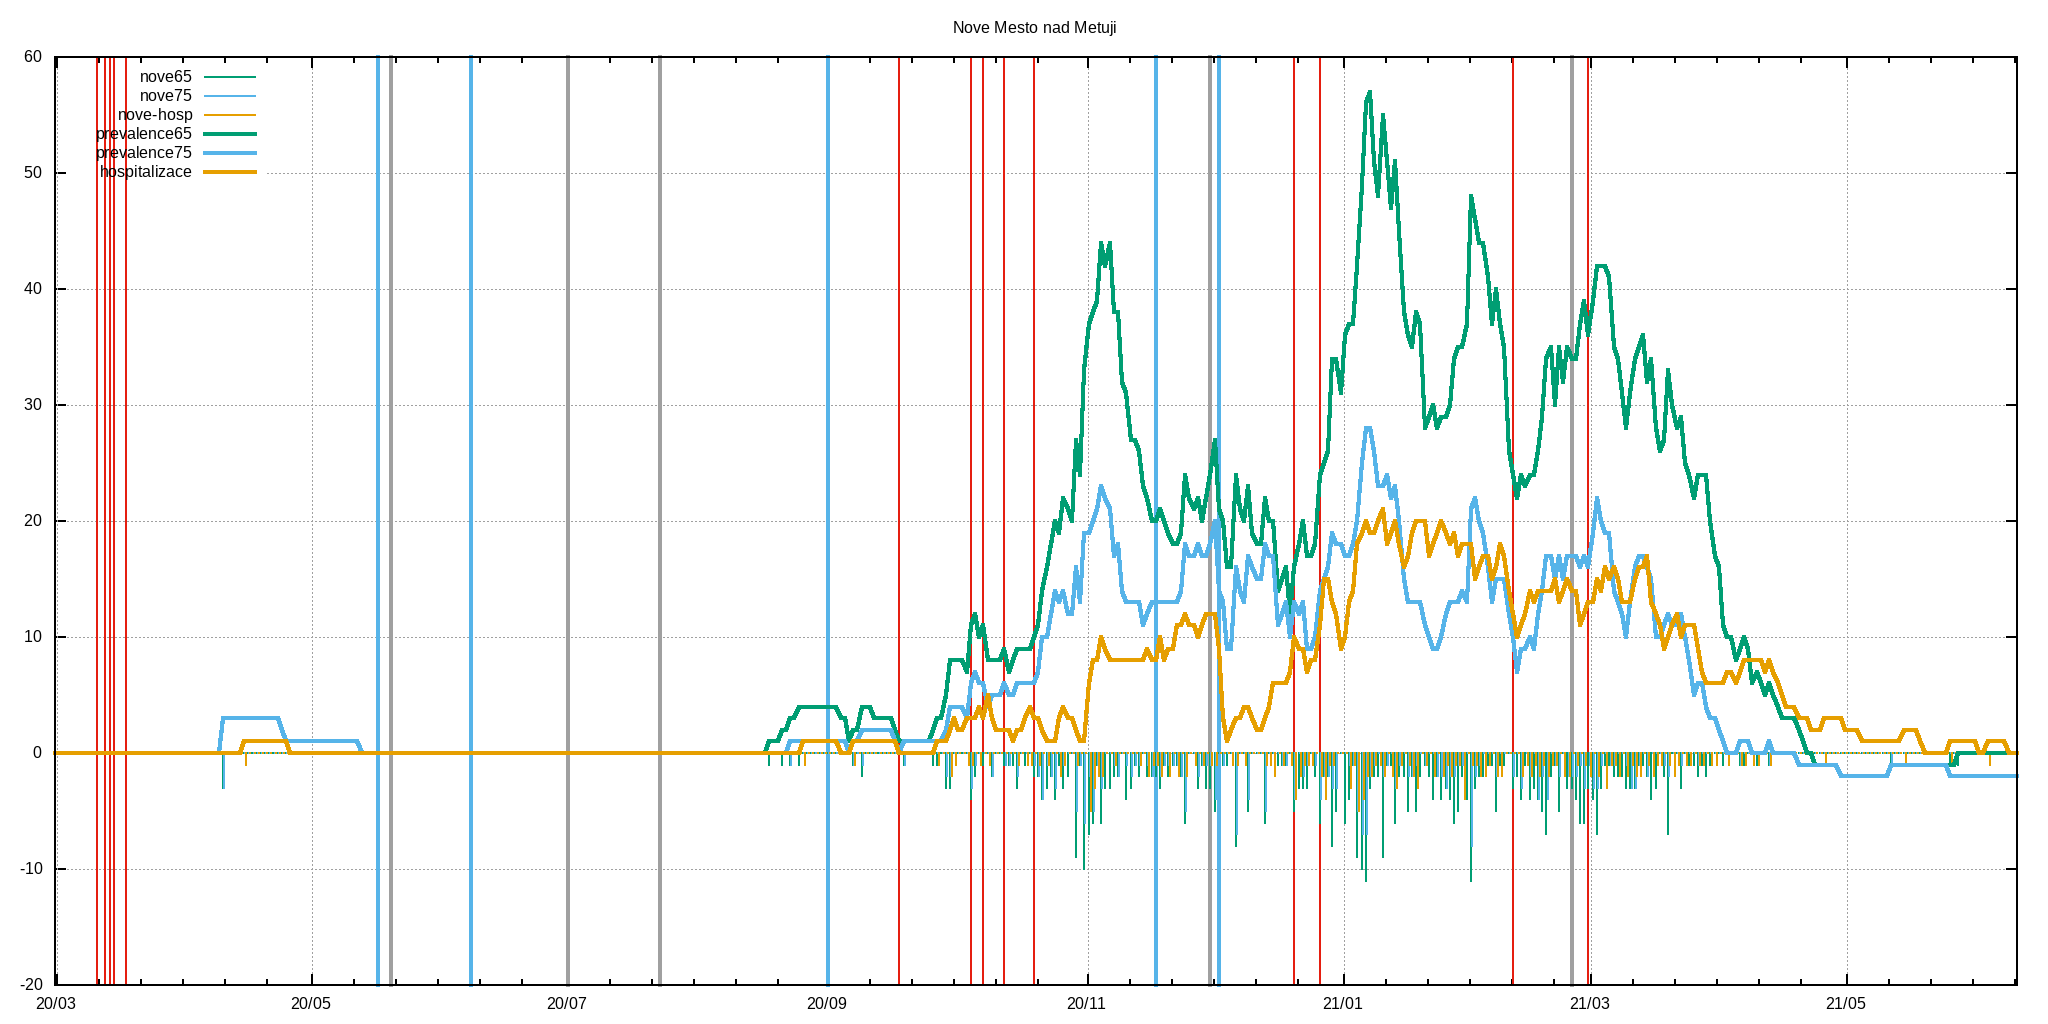 Nove Mesto nad Metuji
60
nove65
nove75
nove-hosp
prevalence65
prevalence75
hospitalizace
50
40
30
20
10
0
-10
-20
20/03 20/05 20/07 20/09 20/11 21/01 21/03 21/05